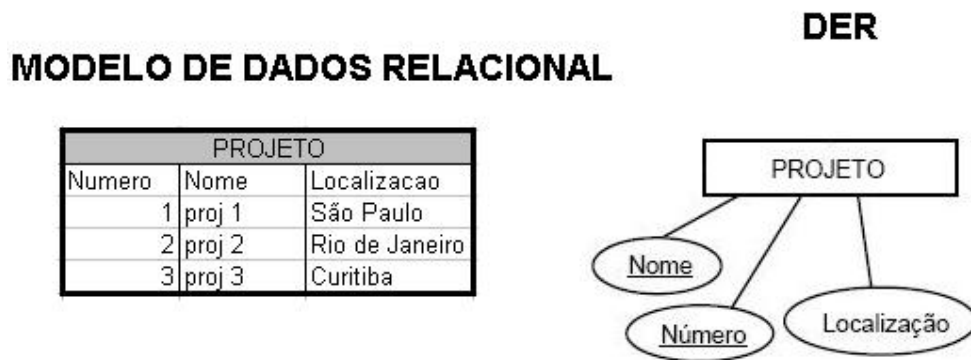 DER
MODELO DE DADOS RELACIONAL
PROJETO
Numero Nome Localizacao
1 proj 1 São Paulo
2 proj 2 Rio de Janeiro
3 proj 3 Curitiba
PROJETO
Nome
Número
Localização